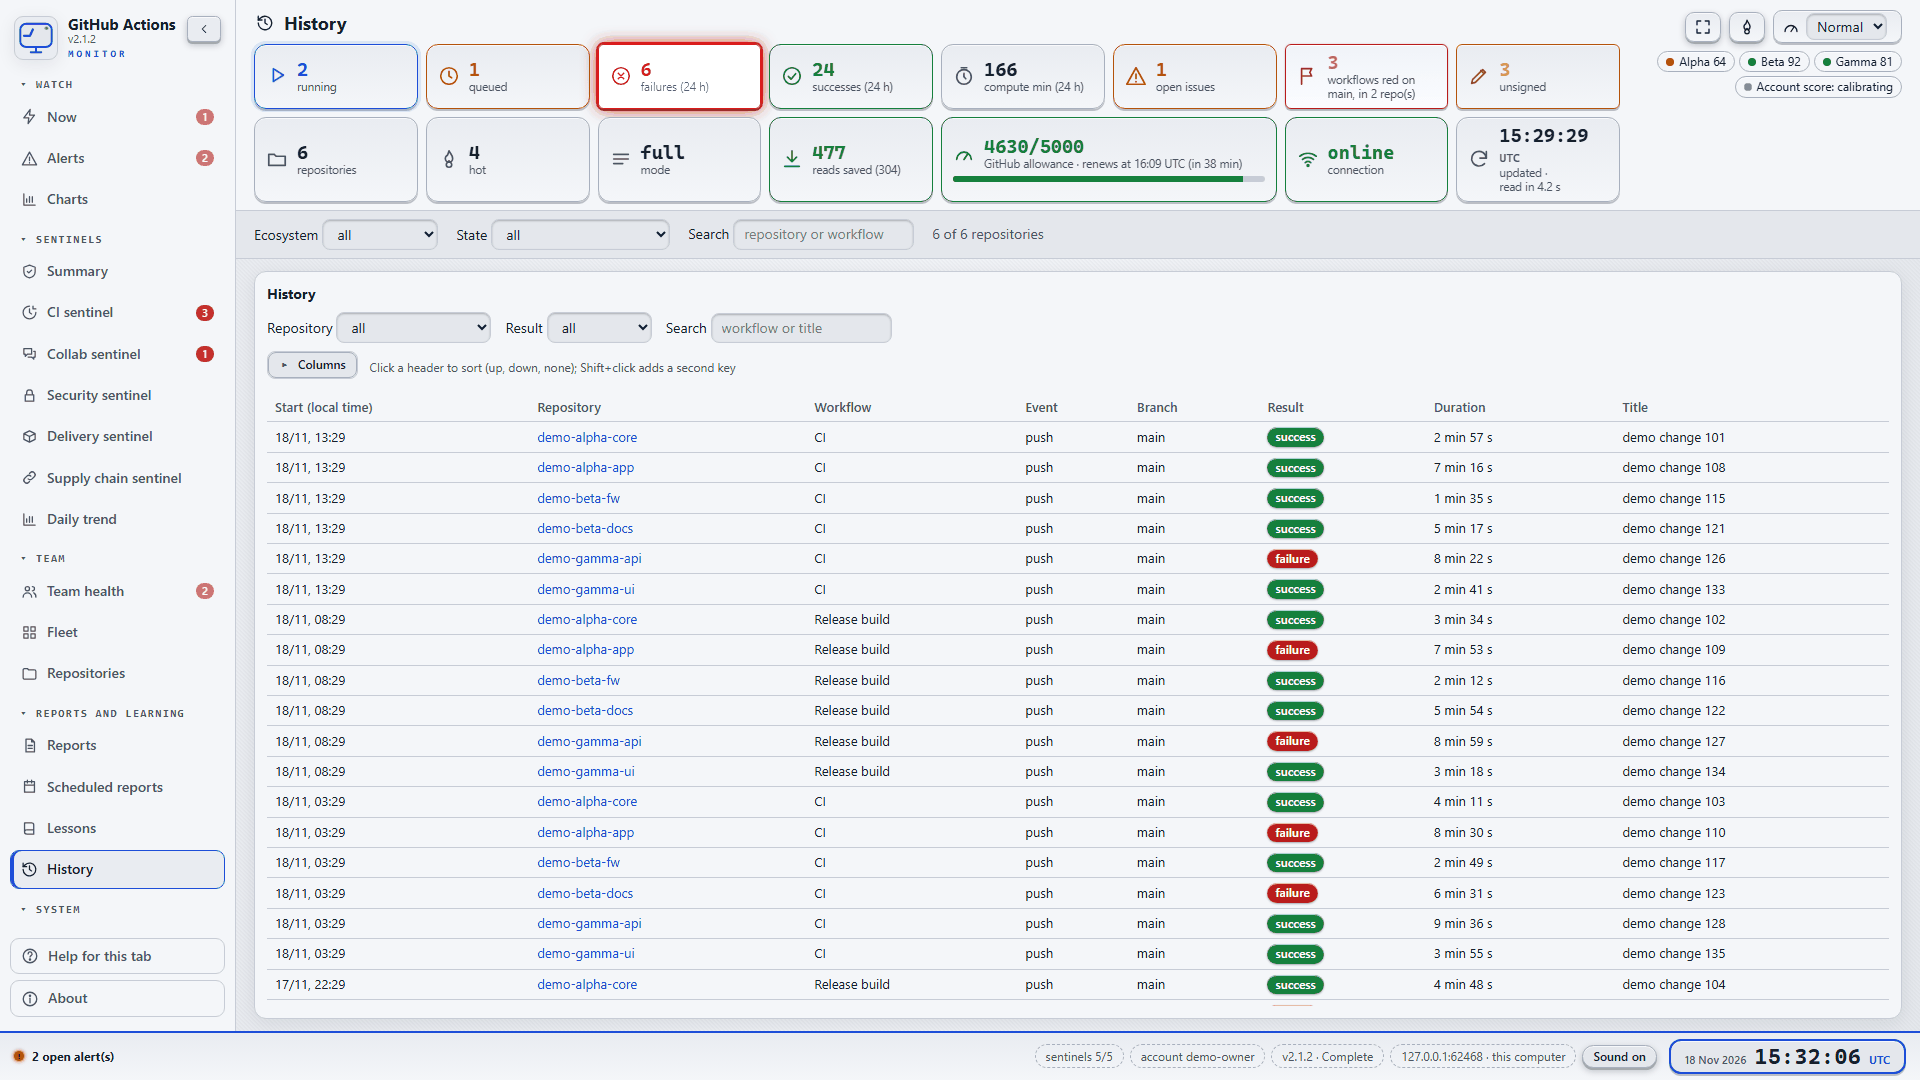 GitHub Actions
v2.1.2
MONITOR
WATCH
Now 1
Alerts 2
Charts
SENTINELS
Summary
CI sentinel 3
Collab sentinel 1
Security sentinel
Delivery sentinel
Supply chain sentinel
Daily trend
TEAM
Team health 2
Fleet
Repositories
REPORTS AND LEARNING
Reports
Scheduled reports
Lessons
History
SYSTEM
Help for this tab
About
History
Normal
Alpha 64 Beta 92 Gamma 81
Account score: calibrating
2
running
1
queued
6
failures (24 h)
24
successes (24 h)
166
compute min (24 h)
1
open issues
3
workflows red on
main, in 2 repo(s)
3
unsigned
6
repositories
4
hot
full
mode
477
reads saved (304)
4630/5000
GitHub allowance · renews at 16:09 UTC (in 38 min)
online
connection
15:29:29
UTC
updated ·
read in 4.2 s
Ecosystem all State all Search repository or workflow 6 of 6 repositories
History
Repository all Result all Search workflow or title
Columns Click a header to sort (up, down, none); Shift+click adds a second key
Start (local time) Repository Workflow Event Branch Result Duration Title
18/11, 13:29 demo-alpha-core CI push main success 2 min 57 s demo change 101
18/11, 13:29 demo-alpha-app CI push main success 7 min 16 s demo change 108
18/11, 13:29 demo-beta-fw CI push main success 1 min 35 s demo change 115
18/11, 13:29 demo-beta-docs CI push main success 5 min 17 s demo change 121
18/11, 13:29 demo-gamma-api CI push main failure 8 min 22 s demo change 126
18/11, 13:29 demo-gamma-ui CI push main success 2 min 41 s demo change 133
18/11, 08:29 demo-alpha-core Release build push main success 3 min 34 s demo change 102
18/11, 08:29 demo-alpha-app Release build push main failure 7 min 53 s demo change 109
18/11, 08:29 demo-beta-fw Release build push main success 2 min 12 s demo change 116
18/11, 08:29 demo-beta-docs Release build push main success 5 min 54 s demo change 122
18/11, 08:29 demo-gamma-api Release build push main failure 8 min 59 s demo change 127
18/11, 08:29 demo-gamma-ui Release build push main success 3 min 18 s demo change 134
18/11, 03:29 demo-alpha-core CI push main success 4 min 11 s demo change 103
18/11, 03:29 demo-alpha-app CI push main failure 8 min 30 s demo change 110
18/11, 03:29 demo-beta-fw CI push main success 2 min 49 s demo change 117
18/11, 03:29 demo-beta-docs CI push main failure 6 min 31 s demo change 123
18/11, 03:29 demo-gamma-api CI push main success 9 min 36 s demo change 128
18/11, 03:29 demo-gamma-ui CI push main success 3 min 55 s demo change 135
17/11, 22:29 demo-alpha-core Release build push main success 4 min 48 s demo change 104
2 open alert(s)
sentinels 5/5
account demo-owner
v2.1.2 · Complete
127.0.0.1:62468 · this computer
Sound on
18 Nov 2026 15:32:06 UTC